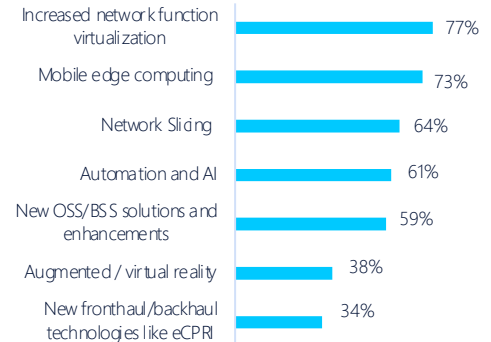 Increased network function
virtualization
77%
Mobile edge computing
73%
Network Slicing
64%
Automation and AI
61%
New OSS/BSS solutions and
enhancements
59%
Augmented / virtual reality
38%
New fronthaul/backhaul
technologies like eCPRI
34%